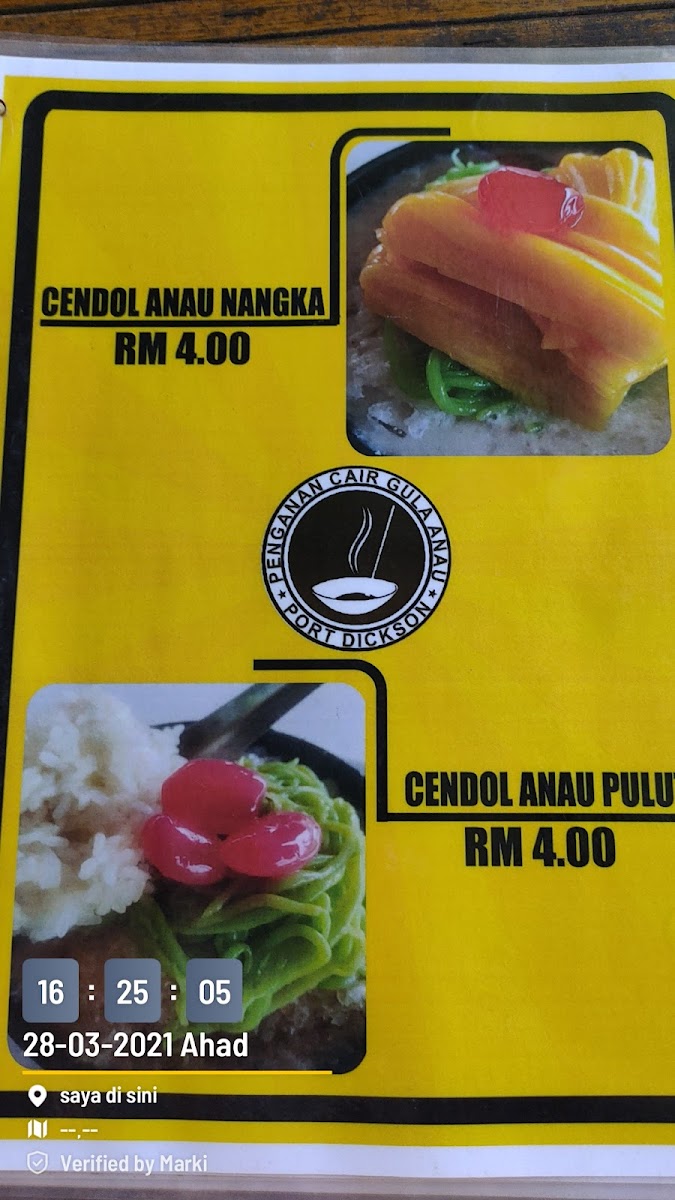 CENDOL ANAU NANGKA
RM 4.00
PENGANAN CAIR GULA ANAU
★ PORT DICKSON ★
CENDOL ANAU
RM 4.00
16 : 25 : 05
28-03-2021 Ahad
saya di sini
--,--
Verified by Marki